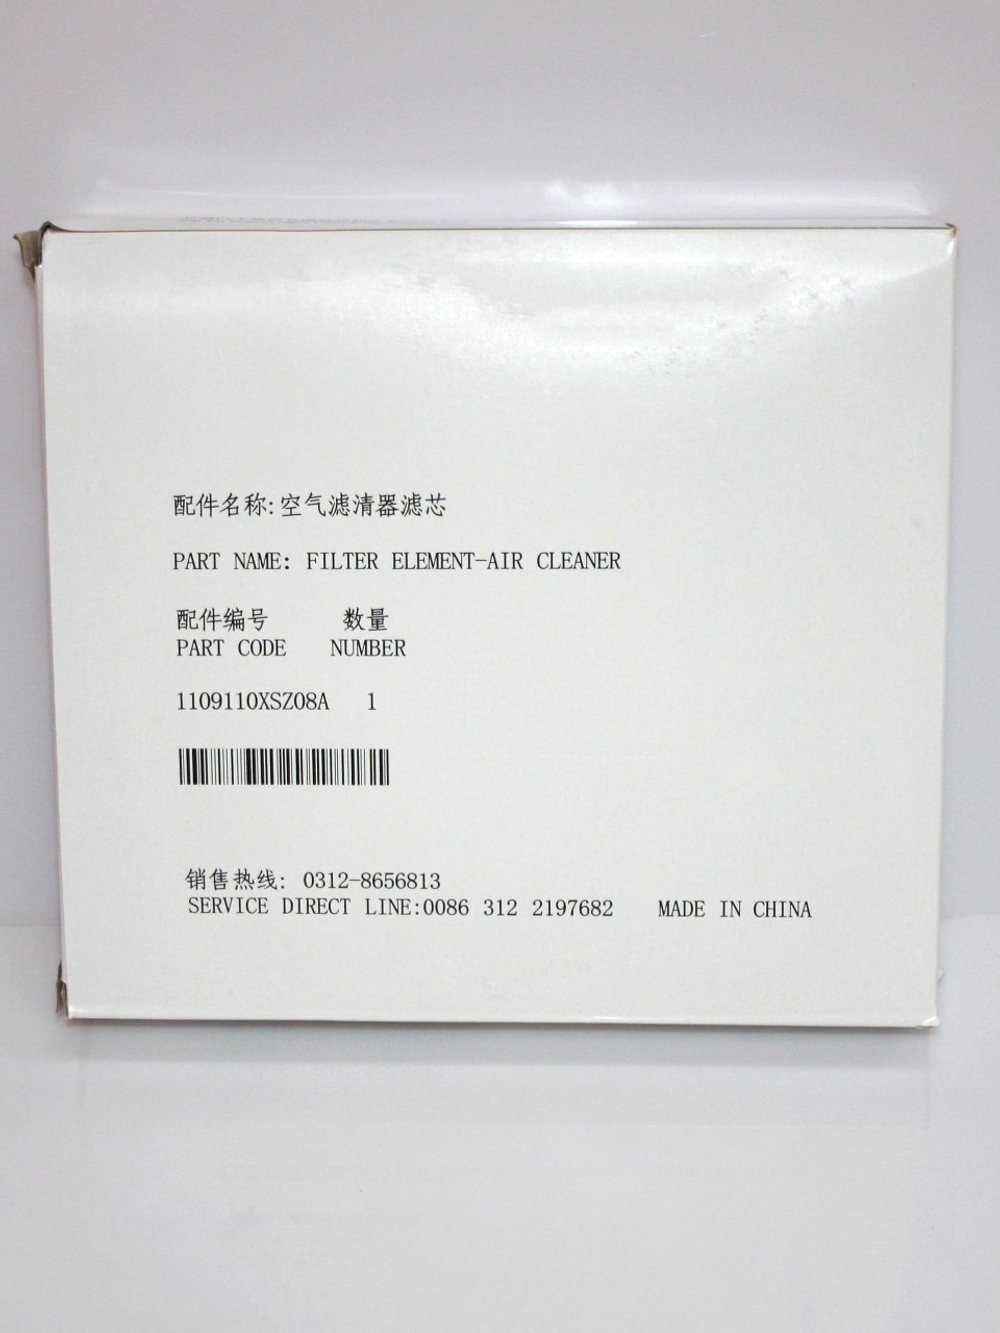 配件名称:空气滤清器滤芯
PART NAME: FILTER ELEMENT-AIR CLEANER
配件编号 数量
PART CODE NUMBER
1109110XSZ08A 1
销售热线: 0312-8656813
SERVICE DIRECT LINE:0086 312 2197682 MADE IN CHINA